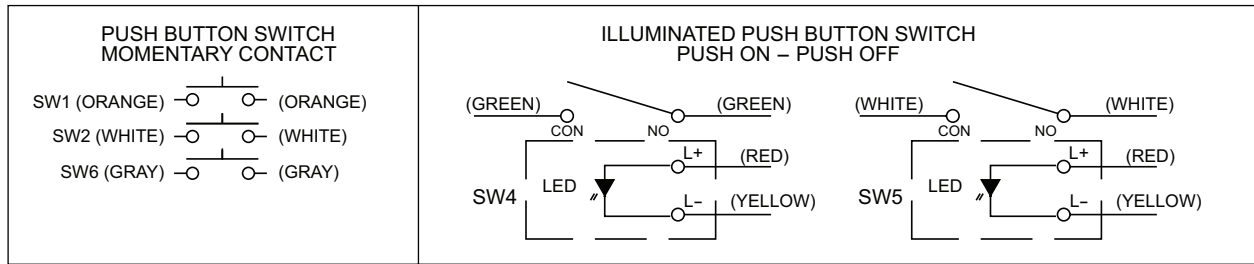 PUSH BUTTON SWITCH
MOMENTARY CONTACT
SW1 (ORANGE) (ORANGE)
SW2 (WHITE) (WHITE)
SW6 (GRAY) (GRAY)
ILLUMINATED PUSH BUTTON SWITCH
PUSH ON – PUSH OFF
(GREEN) (GREEN)
CON NO
L+ (RED)
LED
SW4
L– (YELLOW)
(WHITE) (WHITE)
CON NO
L+ (RED)
LED
SW5
L– (YELLOW)